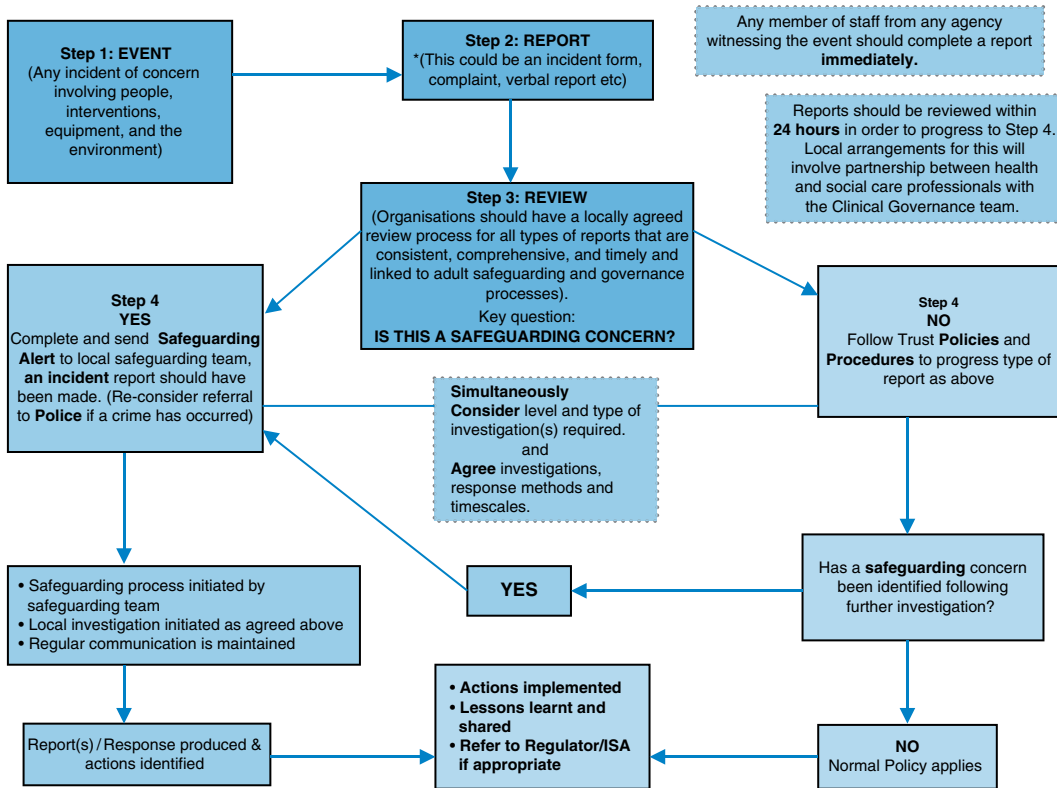 Step 1: EVENT
(Any incident of concern
involving people,
interventions,
equipment, and the
environment)
Step 2: REPORT
*(This could be an incident form,
complaint, verbal report etc)
Any member of staff from any agency
witnessing the event should complete a report
immediately.
Reports should be reviewed within
24 hours in order to progress to Step 4.
Local arrangements for this will
involve partnership between health
and social care professionals with
the Clinical Governance team.
Step 3: REVIEW
(Organisations should have a locally agreed
review process for all types of reports that are
consistent, comprehensive, and timely and
linked to adult safeguarding and governance
processes).
Key question:
IS THIS A SAFEGUARDING CONCERN?
Step 4
YES
Complete and send Safeguarding
Alert to local safeguarding team,
an incident report should have
been made. (Re-consider referral
to Police if a crime has occurred)
Step 4
NO
Follow Trust Policies and
Procedures to progress type of
report as above
Simultaneously
Consider level and type of
investigation(s) required.
and
Agree investigations,
response methods and
timescales.
Has a safeguarding concern
been identified following
further investigation?
YES
• Safeguarding process initiated by
safeguarding team
• Local investigation initiated as agreed above
• Regular communication is maintained
• Actions implemented
• Lessons learnt and
shared
• Refer to Regulator/ISA
if appropriate
Report(s)/Response produced &
actions identified
NO
Normal Policy applies